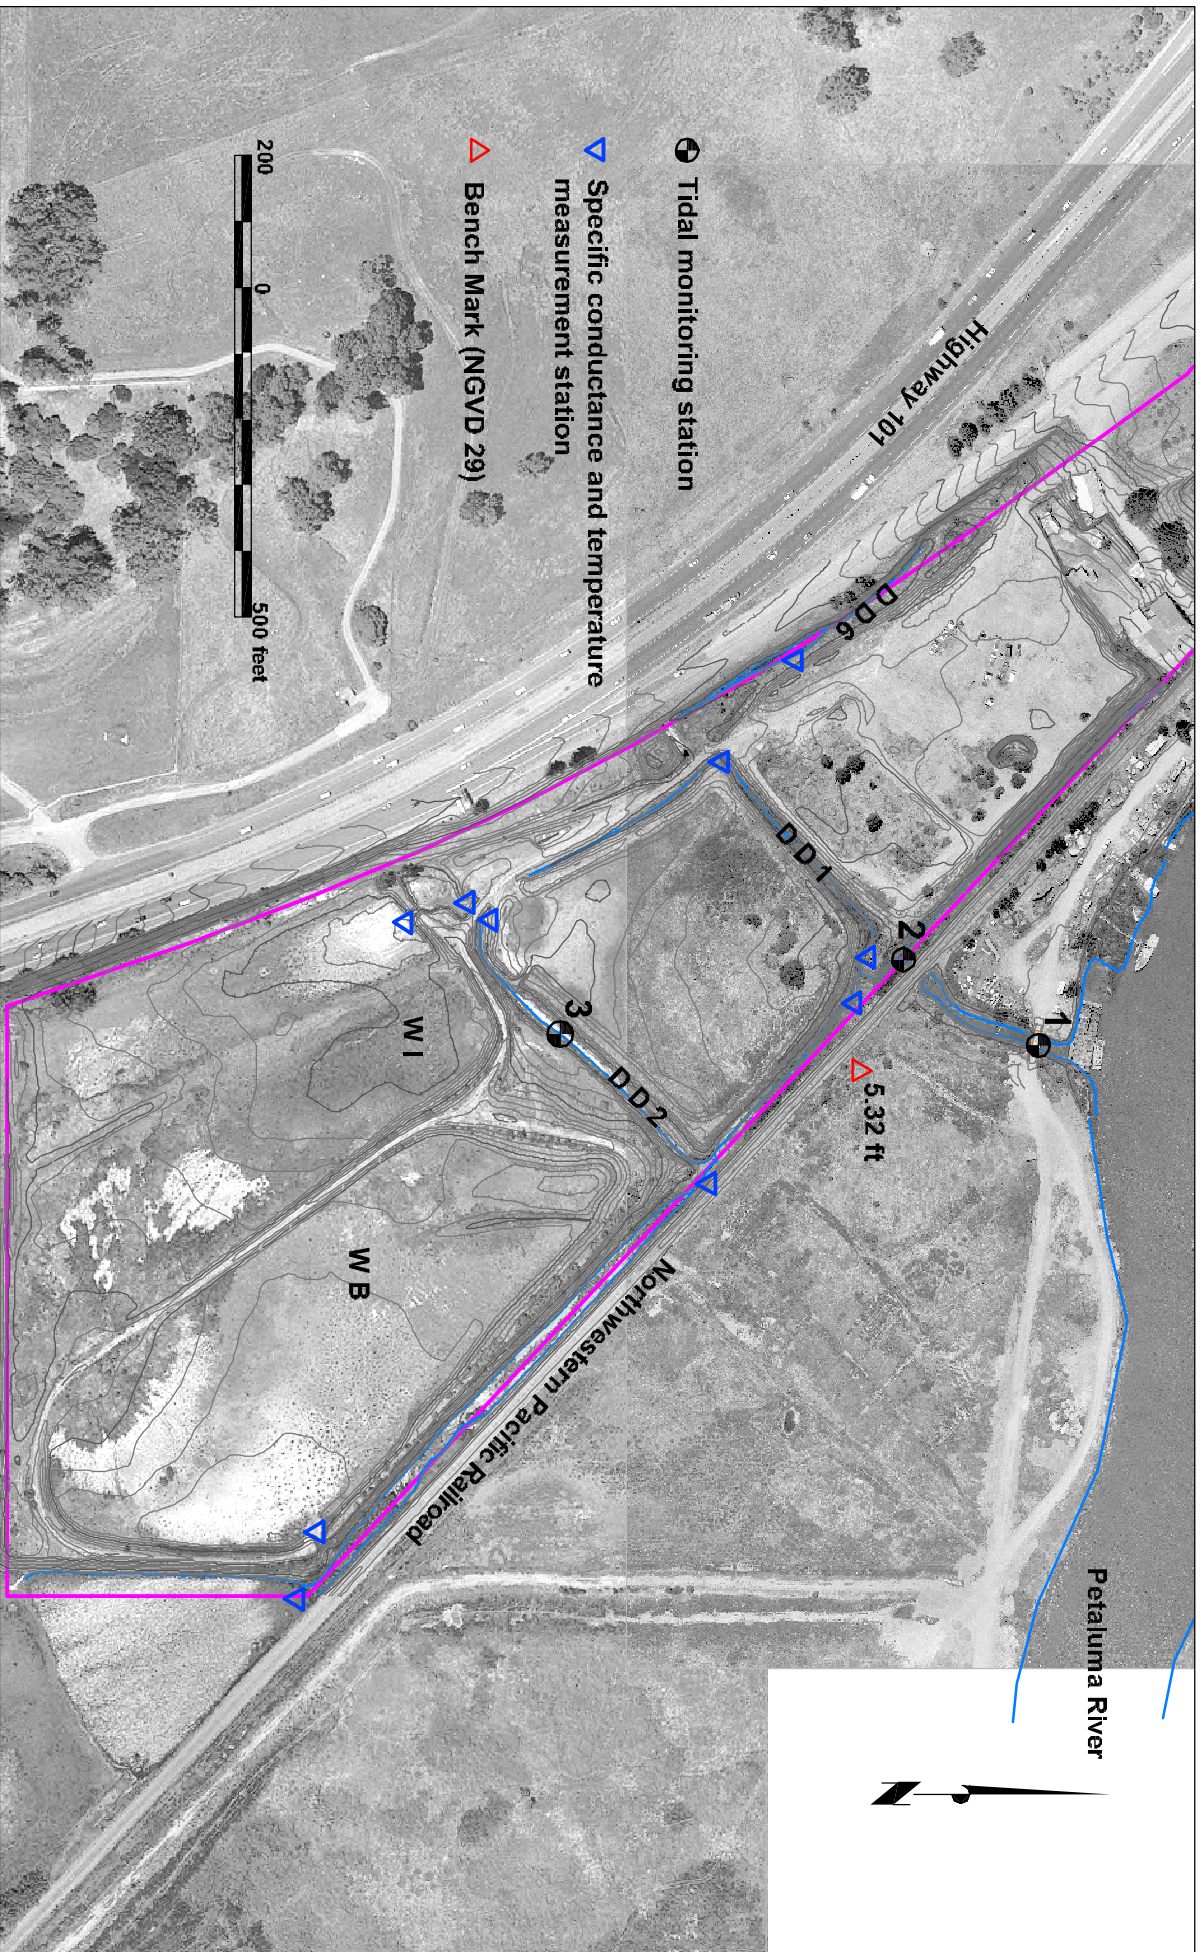 Petaluma River
1
5.32 ft
2
Highway 101
D D 6
D D 1
Tidal monitoring station
Specific conductance and temperature
measurement station
Bench Mark (NGVD 29)
3
D D 2
Northwestern Pacific Railroad
W I
W B
200
0
500 feet
N